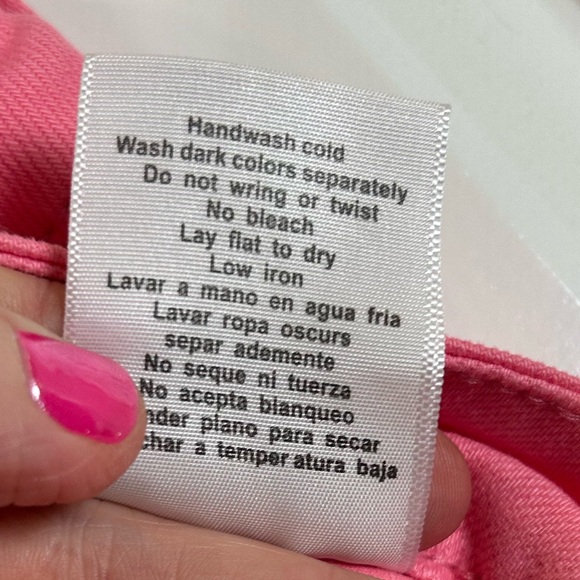 Handwash cold
Wash dark colors separately
Do not wring or twist
No bleach
Lay flat to dry
Low iron
Lavar a mano en agua fria
Lavar ropa oscurs
separ ademente
No seque ni tuerza
No acepta blanqueo
nder plano para secar
char a temper atura baja